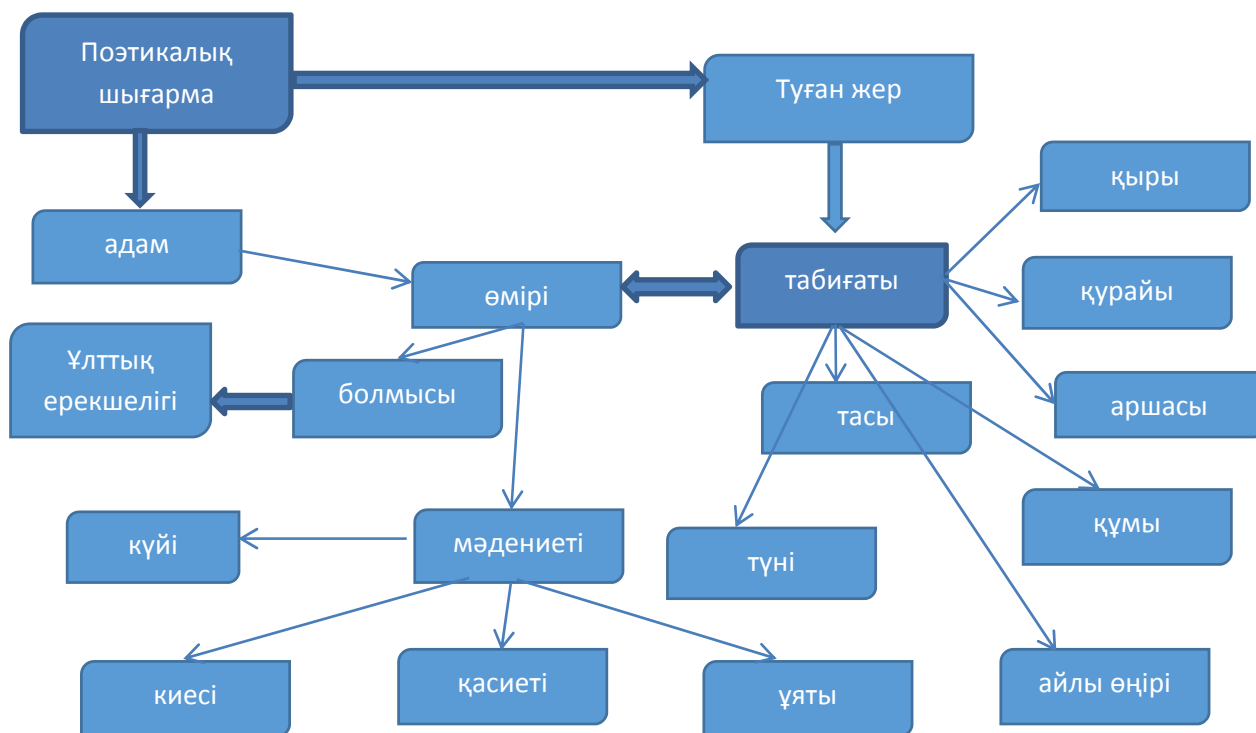 Поэтикалық
шығарма
Туған жер
қыры
адам
өмірі
табиғаты
құрайы
Ұлттық
ерекшелігі
болмысы
тасы
аршасы
күйі
мәдениеті
түні
құмы
киесі
қасиеті
ұяты
айлы өңірі